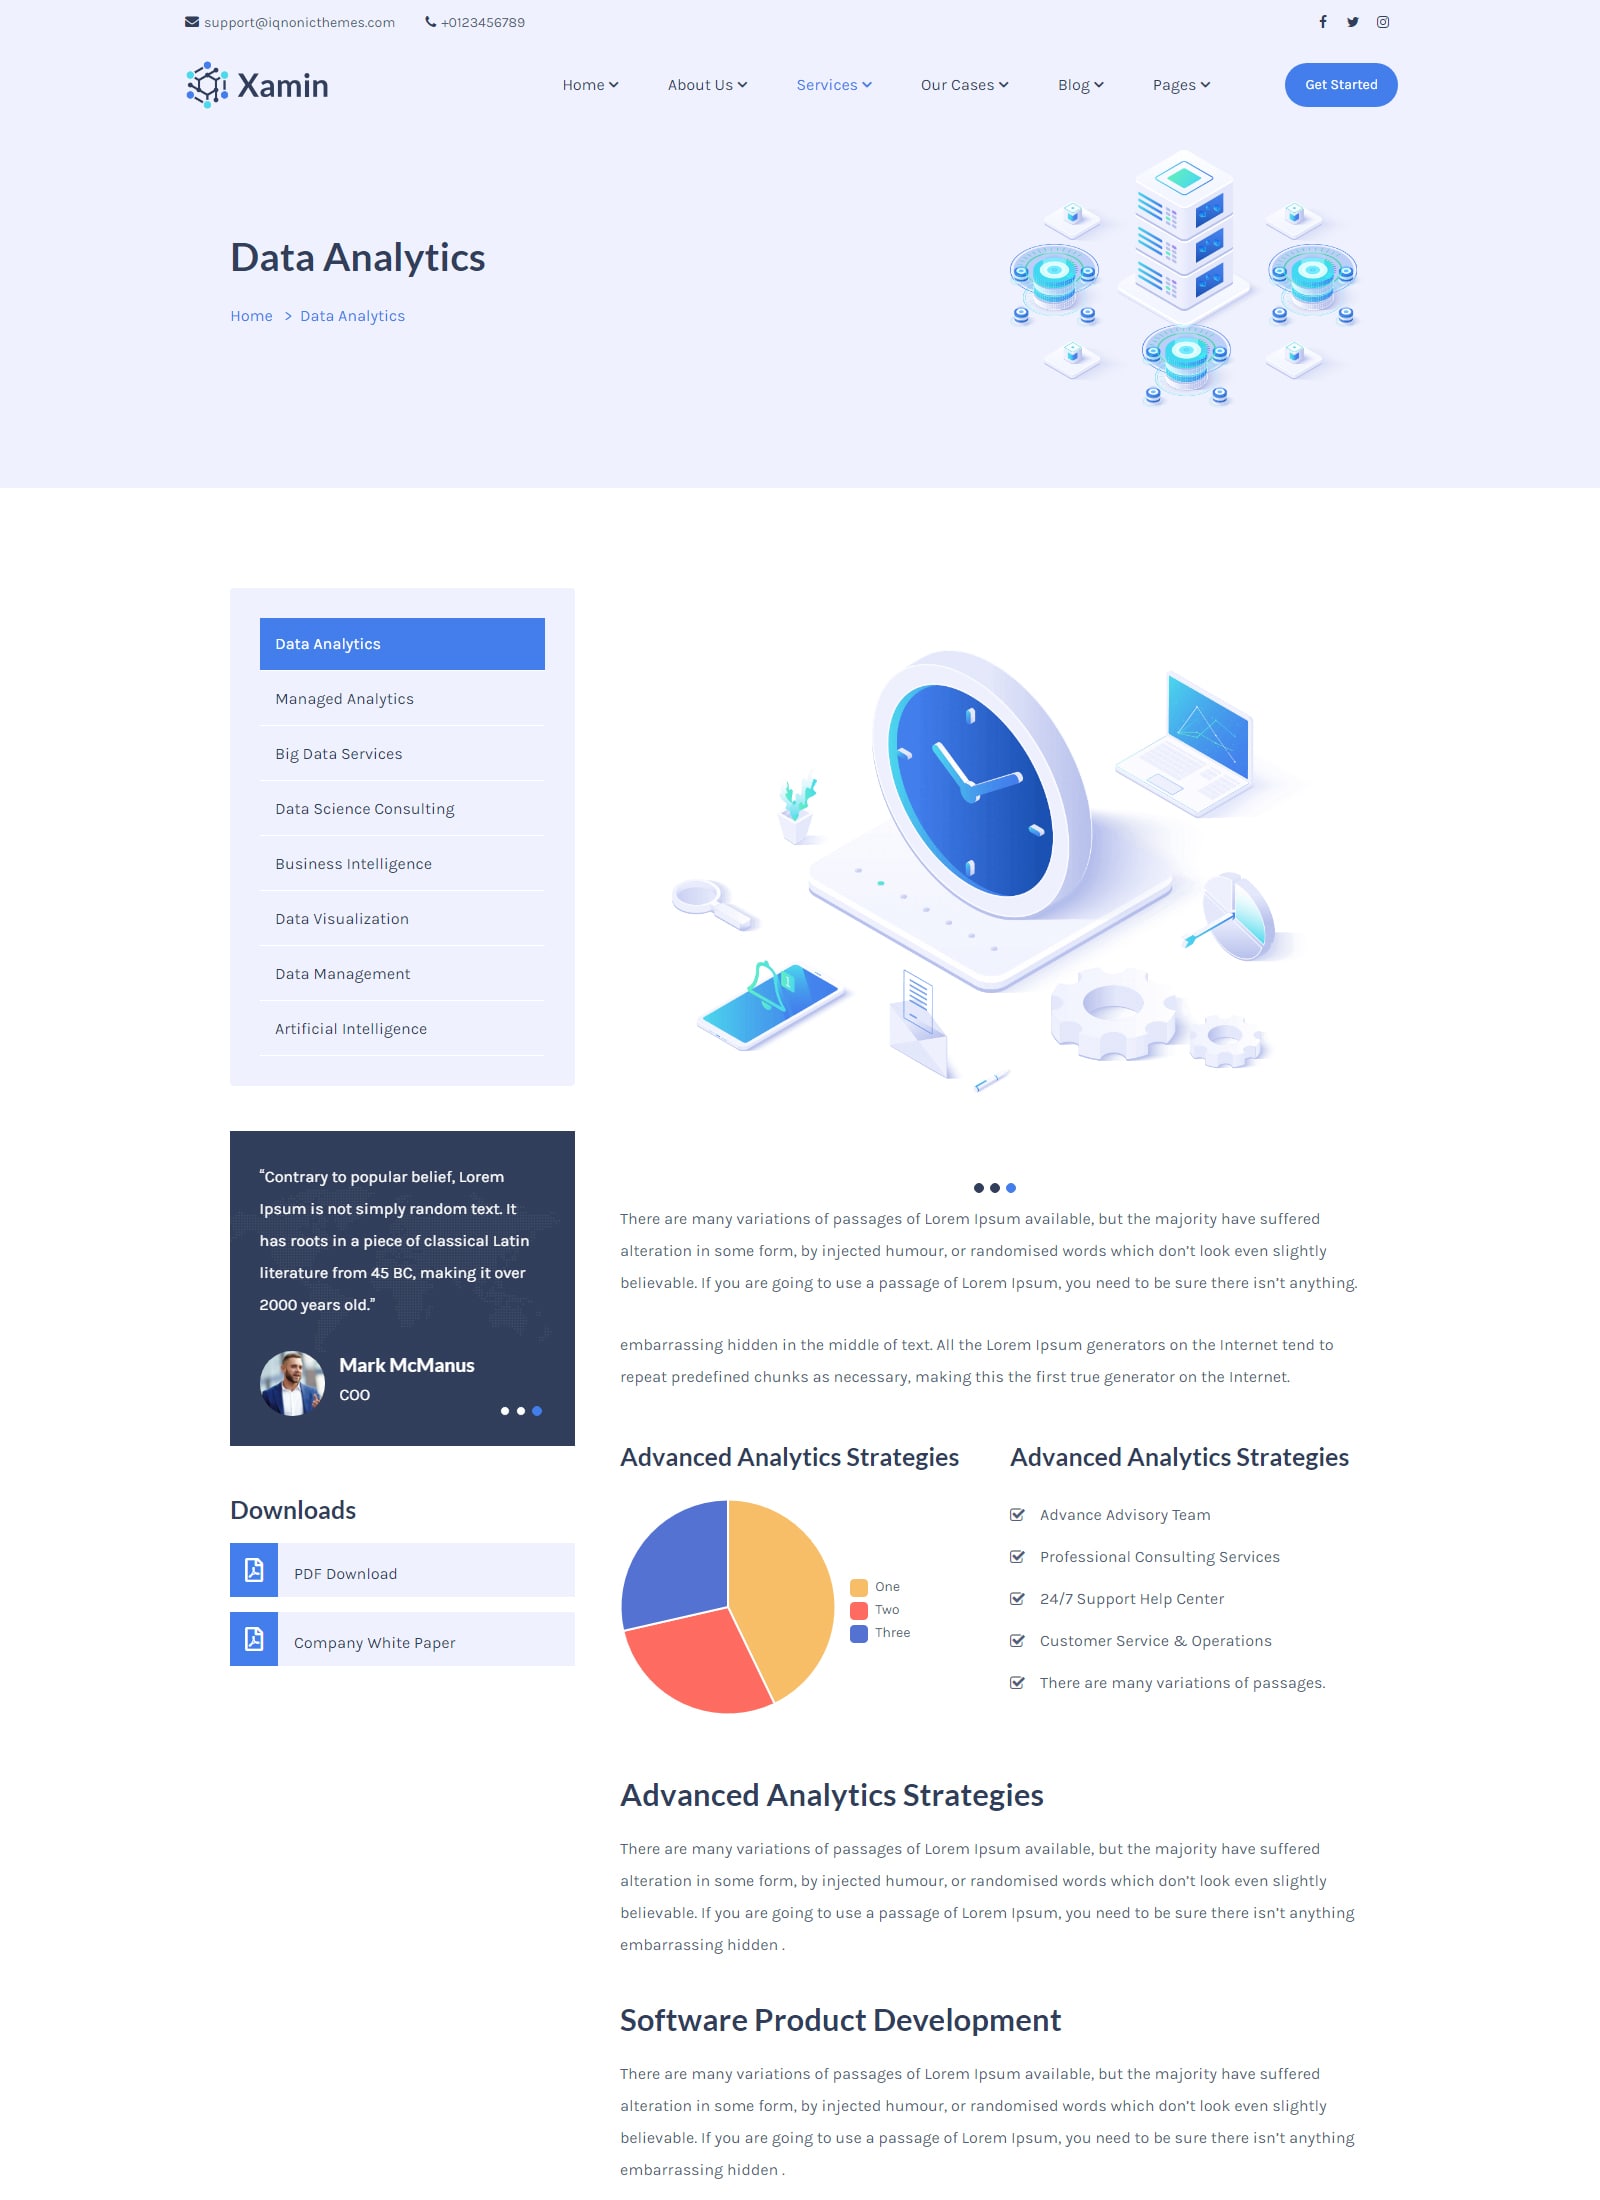 support@iqnonicthemes.com +0123456789
Xamin
Home About Us Services Our Cases Blog Pages Get Started
Data Analytics
Home > Data Analytics
Data Analytics
Managed Analytics
Big Data Services
Data Science Consulting
Business Intelligence
Data Visualization
Data Management
Artificial Intelligence
“Contrary to popular belief, Lorem
Ipsum is not simply random text. It
has roots in a piece of classical Latin
literature from 45 BC, making it over
2000 years old.”
Mark McManus
COO
Downloads
PDF Download
Company White Paper
1
There are many variations of passages of Lorem Ipsum available, but the majority have suffered
alteration in some form, by injected humour, or randomised words which don’t look even slightly
believable. If you are going to use a passage of Lorem Ipsum, you need to be sure there isn’t anything.
embarrassing hidden in the middle of text. All the Lorem Ipsum generators on the Internet tend to
repeat predefined chunks as necessary, making this the first true generator on the Internet.
Advanced Analytics Strategies
One
Two
Three
Advanced Analytics Strategies
Advance Advisory Team
Professional Consulting Services
24/7 Support Help Center
Customer Service & Operations
There are many variations of passages.
Advanced Analytics Strategies
There are many variations of passages of Lorem Ipsum available, but the majority have suffered
alteration in some form, by injected humour, or randomised words which don’t look even slightly
believable. If you are going to use a passage of Lorem Ipsum, you need to be sure there isn’t anything
embarrassing hidden .
Software Product Development
There are many variations of passages of Lorem Ipsum available, but the majority have suffered
alteration in some form, by injected humour, or randomised words which don’t look even slightly
believable. If you are going to use a passage of Lorem Ipsum, you need to be sure there isn’t anything
embarrassing hidden .